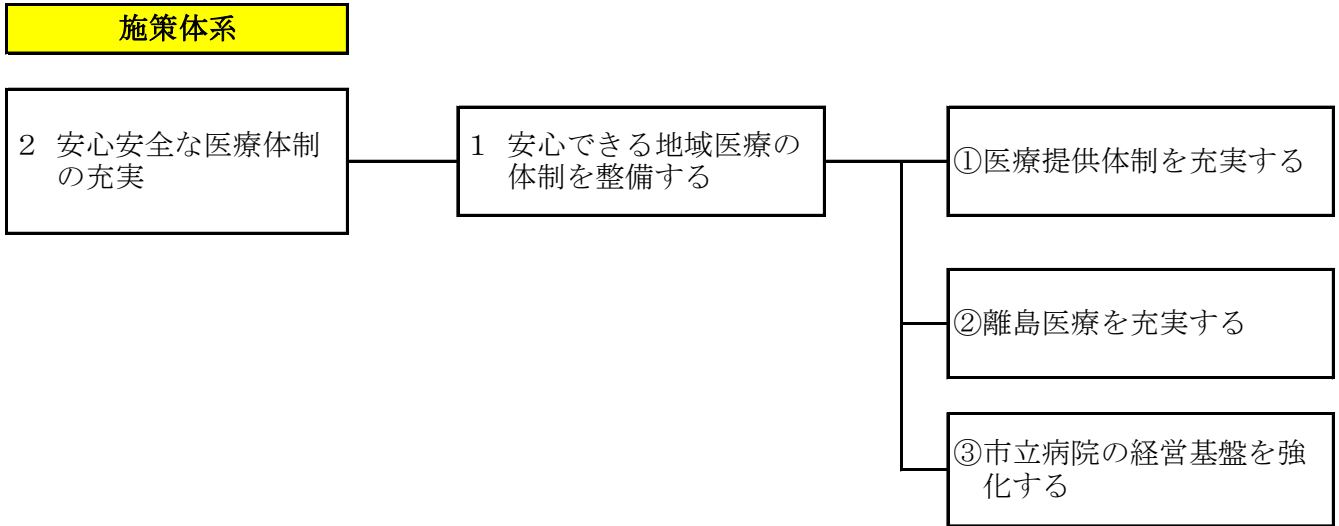 施策体系
2 安心安全な医療体制
の充実
1 安心できる地域医療の
体制を整備する
①医療提供体制を充実する
②離島医療を充実する
③市立病院の経営基盤を強
化する